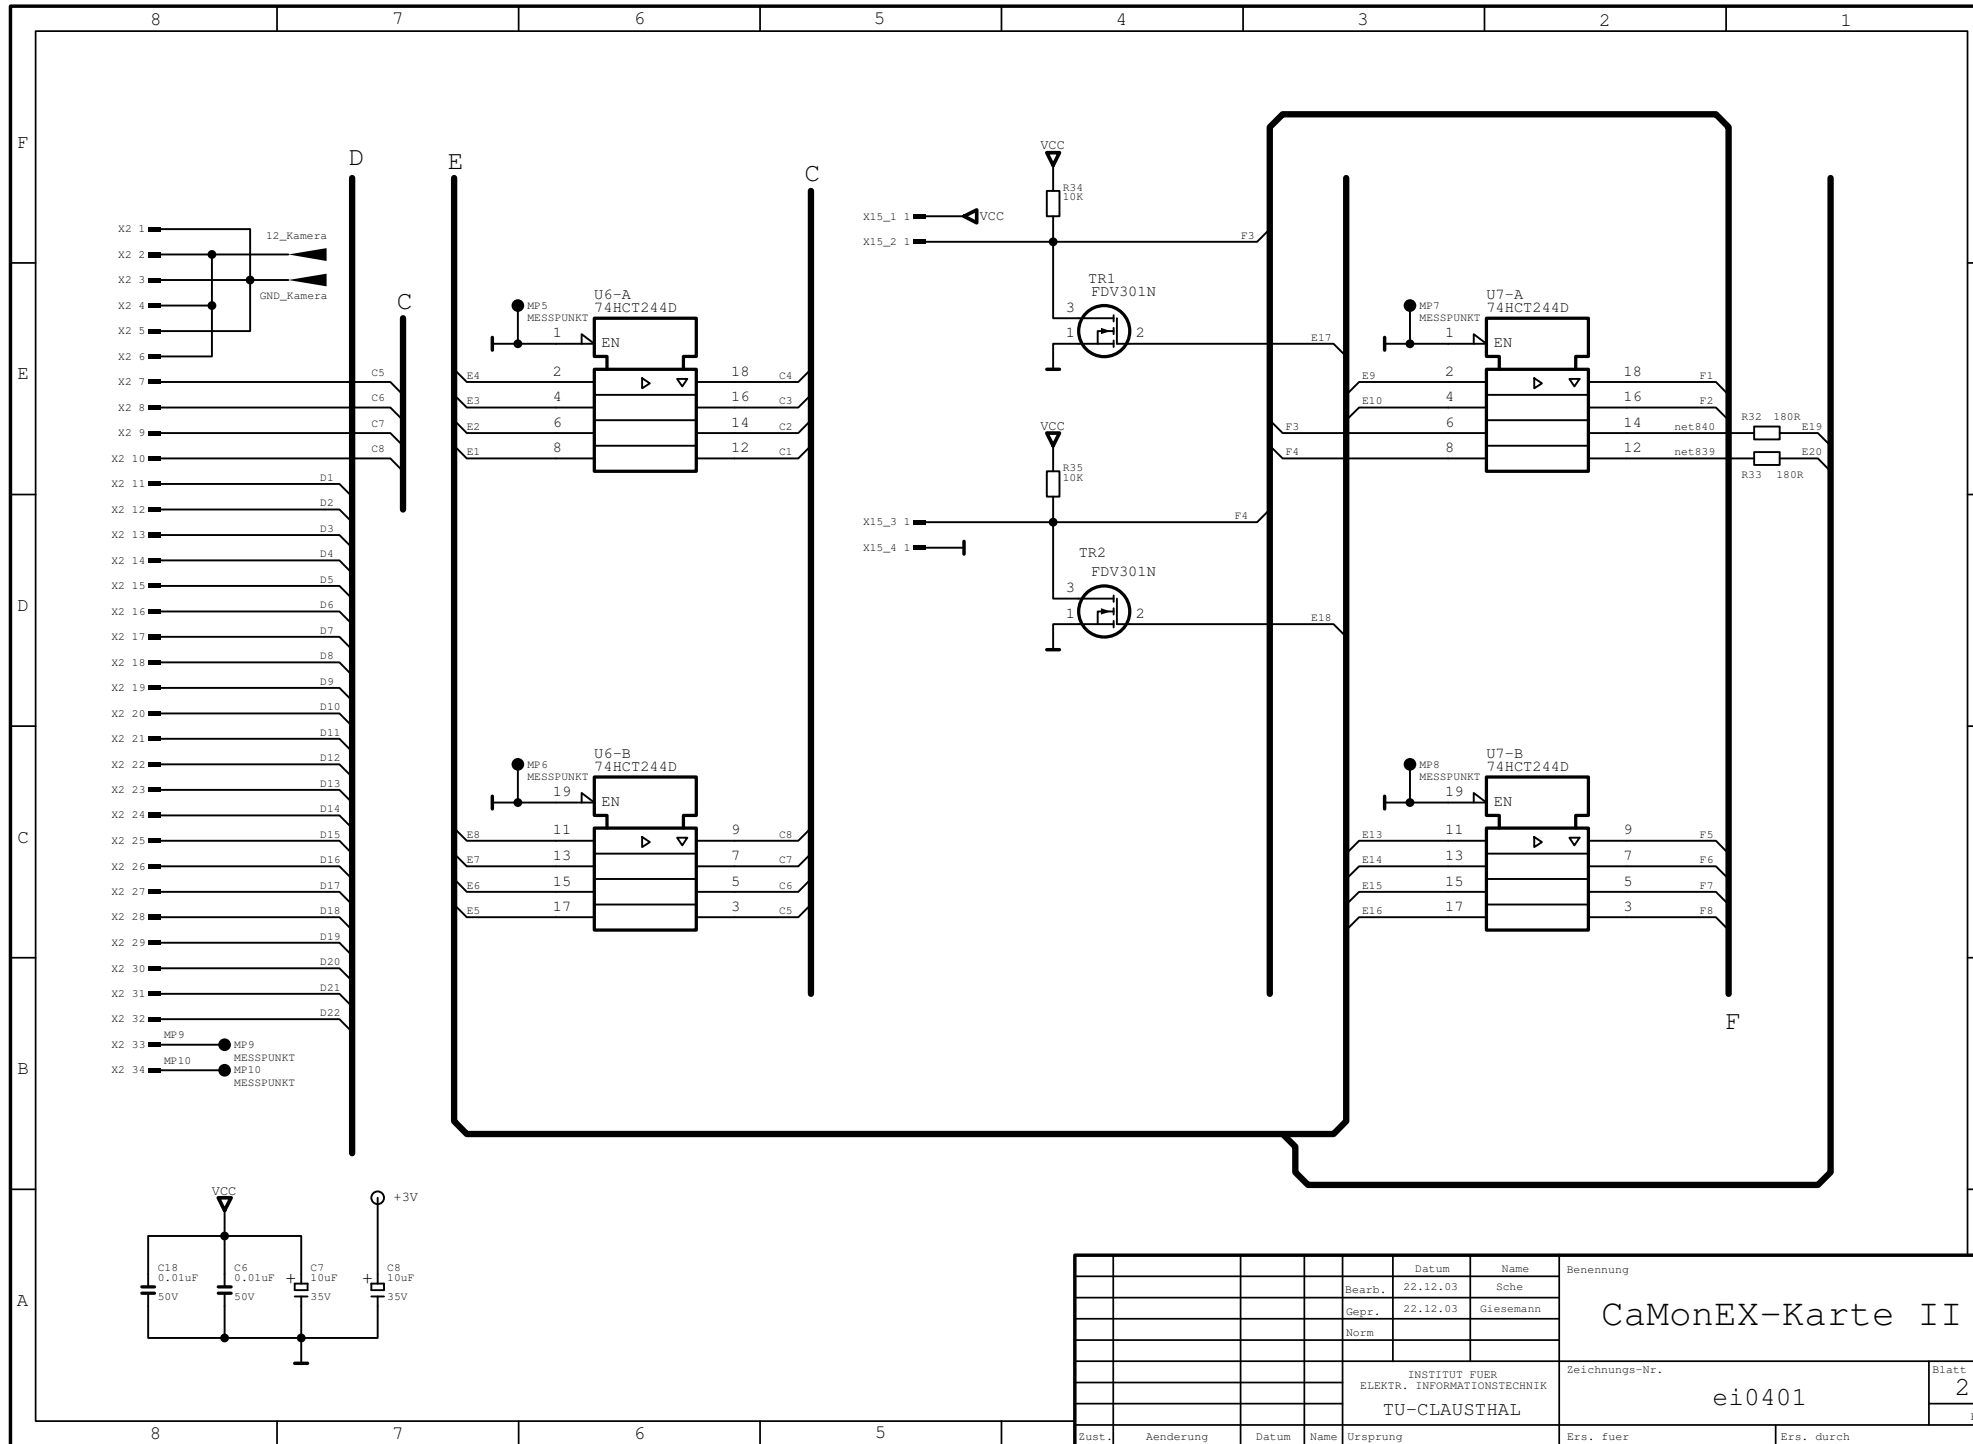 8 7 6 5 4 3 2 1
F
E
D
C
B
A
D
E
C
C
F
X2 1
X2 2
X2 3
X2 4
X2 5
X2 6
X2 7
X2 8
X2 9
X2 10
X2 11
X2 12
X2 13
X2 14
X2 15
X2 16
X2 17
X2 18
X2 19
X2 20
X2 21
X2 22
X2 23
X2 24
X2 25
X2 26
X2 27
X2 28
X2 29
X2 30
X2 31
X2 32
X2 33
X2 34
12_Kamera
GND_Kamera
C5
C6
C7
C8
D1
D2
D3
D4
D5
D6
D7
D8
D9
D10
D11
D12
D13
D14
D15
D16
D17
D18
D19
D20
D21
D22
MP9
MP9
MESSPUNKT
MP10
MP10
MESSPUNKT
MP5
MESSPUNKT
U6-A
74HCT244D
1 EN
E4 2 18 C4
E3 4 16 C3
E2 6 14 C2
E1 8 12 C1
MP6
MESSPUNKT
U6-B
74HCT244D
19 EN
E8 11 9 C8
E7 13 7 C7
E6 15 5 C6
E5 17 3 C5
VCC
R34
10K
X15_1 1 VCC
X15_2 1 F3
TR1
FDV301N
3
1 2 E17
VCC
R35
10K
X15_3 1 F4
X15_4 1
TR2
FDV301N
3
1 2 E18
MP7
MESSPUNKT
U7-A
74HCT244D
1 EN
E9 2 18 F1
E10 4 16 F2
F3 6 14 net840 R32 180R E19
F4 8 12 net839 E20
R33 180R
MP8
MESSPUNKT
U7-B
74HCT244D
19 EN
E13 11 9 F5
E14 13 7 F6
E15 15 5 F7
E16 17 3 F8
VCC +3V
C18
0.01uF
50V
C6
0.01uF
50V
+ C7
10uF
35V
+ C8
10uF
35V
Datum Name Benennung
Bearb. 22.12.03 Sche
Gepr. 22.12.03 Giesemann
Norm
CaMonEX-Karte II
INSTITUT FUER
ELEKTR. INFORMATIONSTECHNIK
TU-CLAUSTHAL
Zeichnungs-Nr.
ei0401
Blatt
2
Zust. Aenderung Datum Name Ursprung Ers. fuer Ers. durch
8 7 6 5